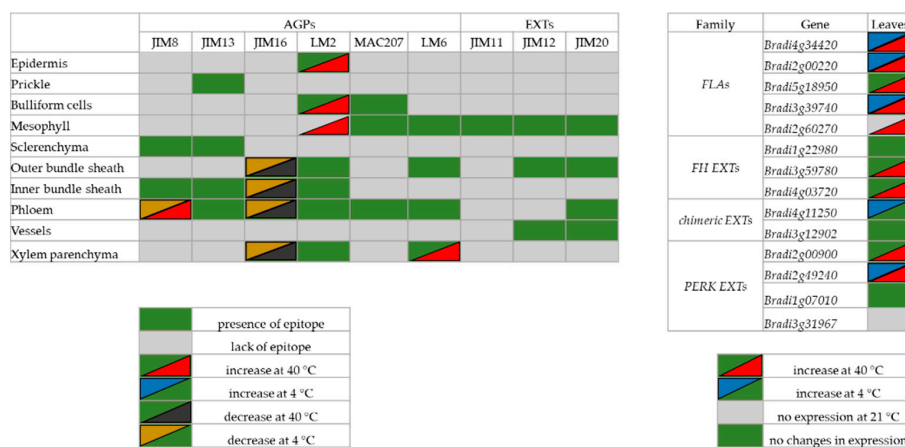 AGPs EXTs
JIM8 JIM13 JIM16 LM2 MAC207 LM6 JIM11 JIM12 JIM20
Epidermis
Prickle
Bulliform cells
Mesophyll
Sclerenchyma
Outer bundle sheath
Inner bundle sheath
Phloem
Vessels
Xylem parenchyma
presence of epitope
lack of epitope
increase at 40 °C
increase at 4 °C
decrease at 40 °C
decrease at 4 °C
Family Gene Leaves
FLAs
Bradi4g34420
Bradi2g00220
Bradi5g18950
Bradi3g39740
Bradi2g60270
FH EXTs
Bradi1g22980
Bradi3g59780
Bradi4g03720
chimeric EXTs
Bradi4g11250
Bradi3g12902
PERK EXTs
Bradi2g00900
Bradi2g49240
Bradi1g07010
Bradi3g31967
increase at 40 °C
increase at 4 °C
no expression at 21 °C
no changes in expression